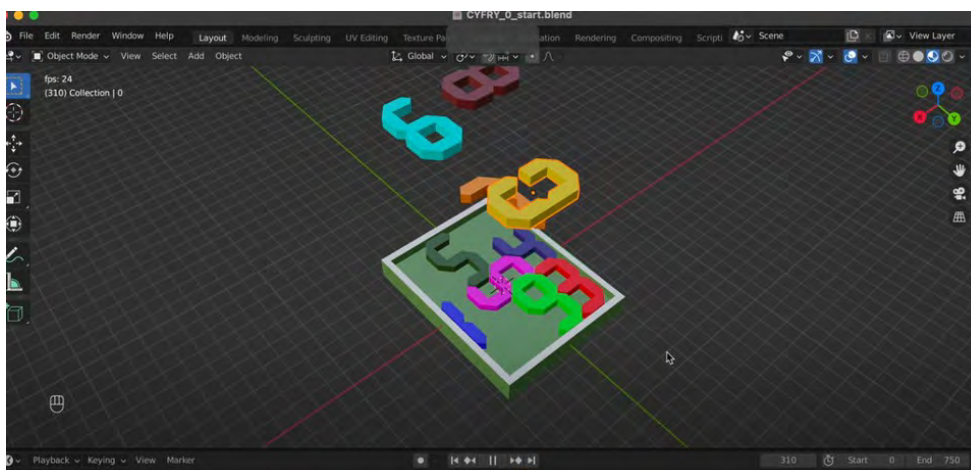 CYFRY_0_start.blend
File Edit Render Window Help Layout Modeling Sculpting UV Editing Texture Pa ation Rendering Compositing Scripti Scene View Layer
Object Mode View Select Add Object Global
fps: 24
(310) Collection | 0
Z
X
Y
Playback Keying View Marker 310 Start 0 End 750